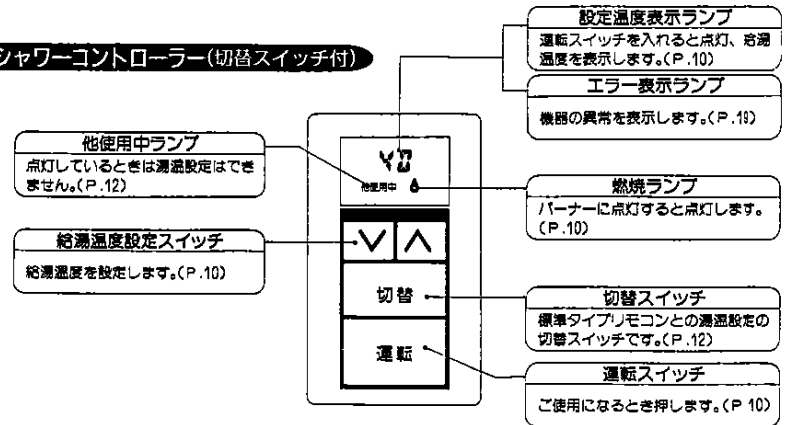 シャワーコントローラー(切替スイッチ付)
設定温度表示ランプ
運転スイッチを入れると点灯、給湯
温度を表示します。(P.10)
エラー表示ランプ
機器の異常を表示します。(P.19)
他使用中ランプ
点灯しているときは湯温設定はでき
ません。(P.12)
他使用中
燃焼ランプ
バーナーに点灯すると点灯します。
(P.10)
給湯温度設定スイッチ
給湯温度を設定します。(P.10)
切替
切替スイッチ
標準タイプリモコンとの湯温設定の
切替スイッチです。(P.12)
運転
運転スイッチ
ご使用になるとき押します。(P 10)